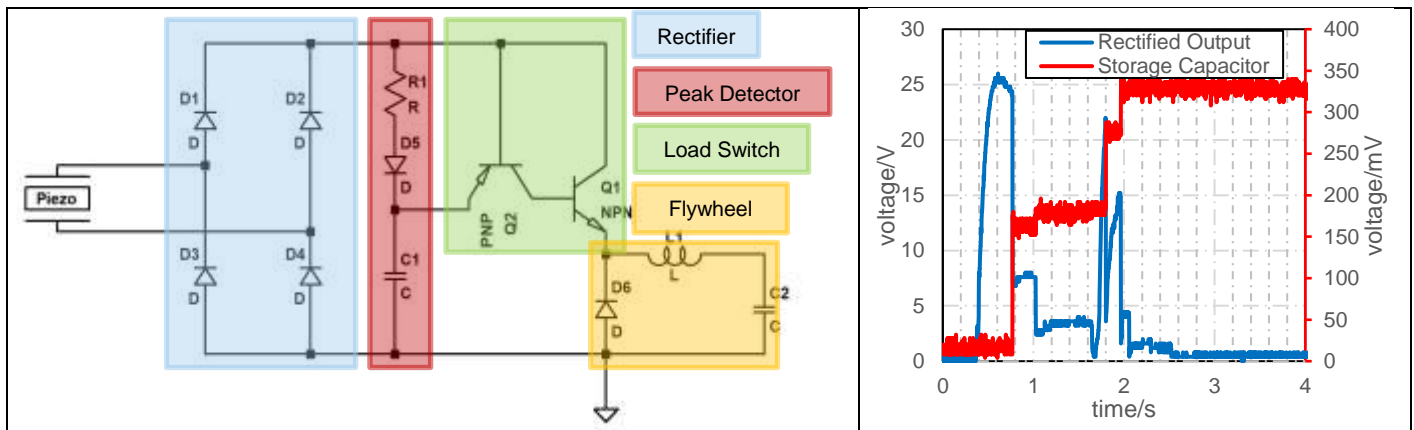 Rectifier
Peak Detector
Load Switch
Flywheel
D1
D
D2
D
D3
D
D4
D
Piezo
R1
R
D5
D
C1
C
PNP
Q2
Q1
NPN
L1
L
D6
D
C2
C
30
25
20
15
10
5
0
voltage/V
Rectified Output
Storage Capacitor
400
350
300
250
200
150
100
50
0
voltage/mV
0 1 2 3 4
time/s